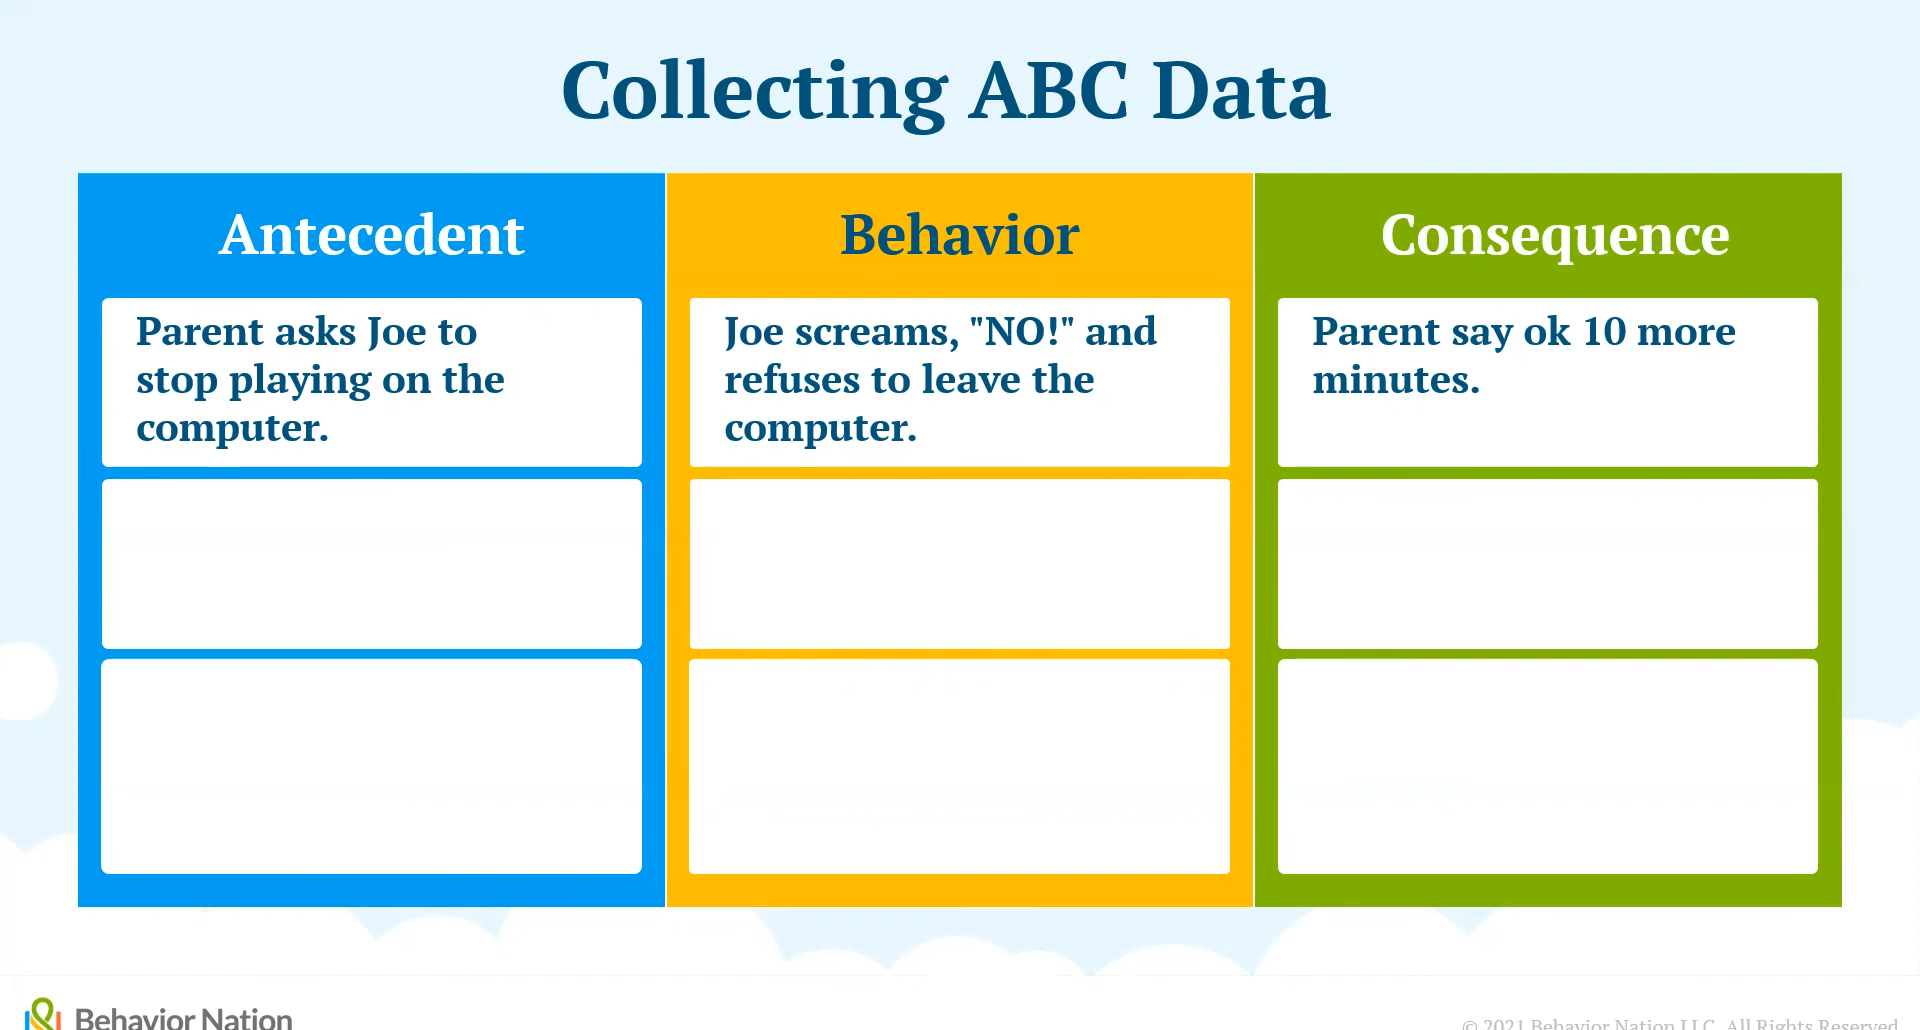 Collecting ABC Data
Antecedent
Behavior
Consequence
Parent asks Joe to
stop playing on the
computer.
Joe screams, "NO!" and
refuses to leave the
computer.
Parent say ok 10 more
minutes.
Behavior Nation
© 2021 Behavior Nation LLC. All Rights Reserved